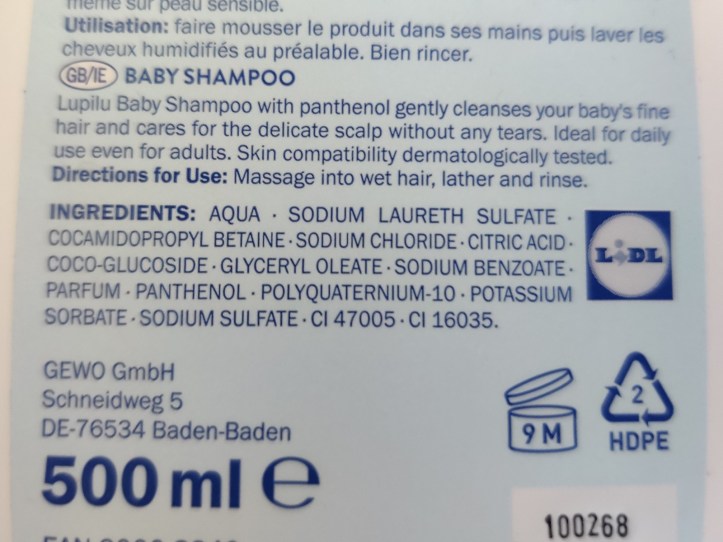 même sur peau sensible.
Utilisation: faire mousser le produit dans ses mains puis laver les
cheveux humidifiés au préalable. Bien rincer.
GB/IE BABY SHAMPOO
Lupilu Baby Shampoo with panthenol gently cleanses your baby's fine
hair and cares for the delicate scalp without any tears. Ideal for daily
use even for adults. Skin compatibility dermatologically tested.
Directions for Use: Massage into wet hair, lather and rinse.
INGREDIENTS: AQUA · SODIUM LAURETH SULFATE ·
COCAMIDOPROPYL BETAINE · SODIUM CHLORIDE · CITRIC ACID ·
COCO-GLUCOSIDE · GLYCERYL OLEATE · SODIUM BENZOATE ·
PARFUM · PANTHENOL · POLYQUATERNIUM-10 · POTASSIUM
SORBATE · SODIUM SULFATE · CI 47005 · CI 16035.
LIDL
GEWO GmbH
Schneidweg 5
DE-76534 Baden-Baden
9 M
2
HDPE
500 ml e
100268